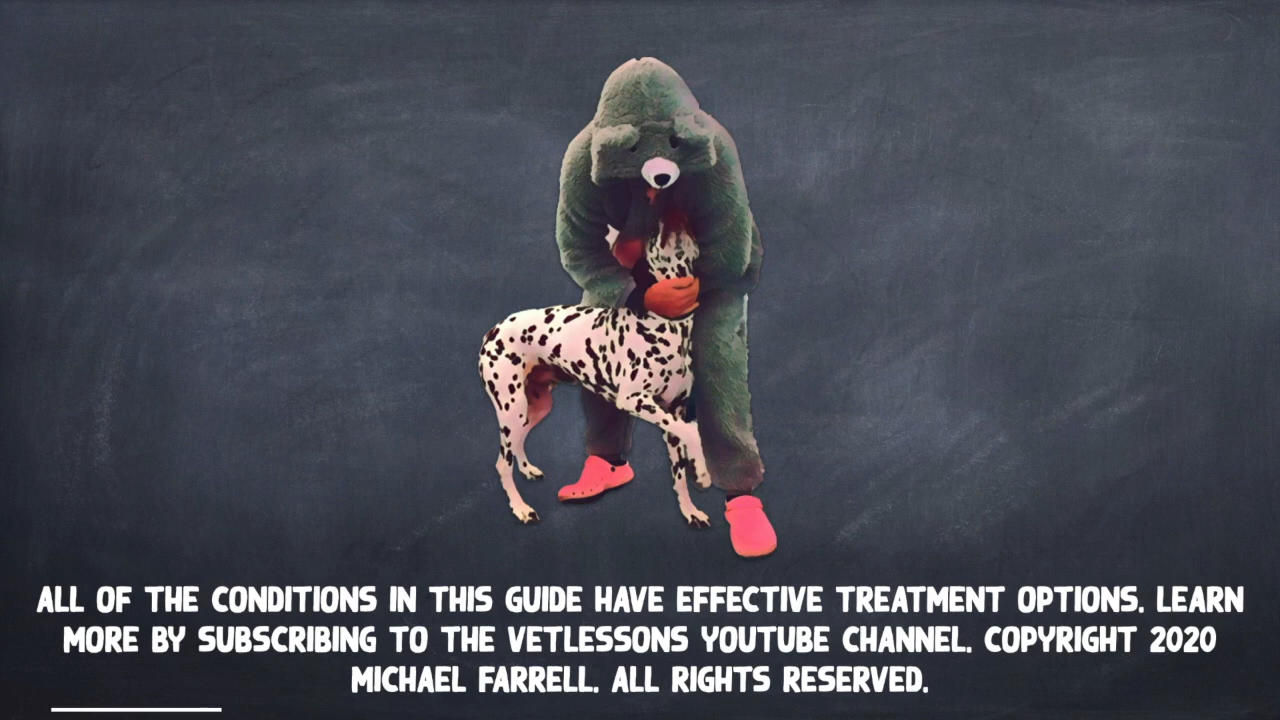 ALL OF THE CONDITIONS IN THIS GUIDE HAVE EFFECTIVE TREATMENT OPTIONS. LEARN
MORE BY SUBSCRIBING TO THE VETLESSONS YOUTUBE CHANNEL. COPYRIGHT 2020
MICHAEL FARRELL. ALL RIGHTS RESERVED.